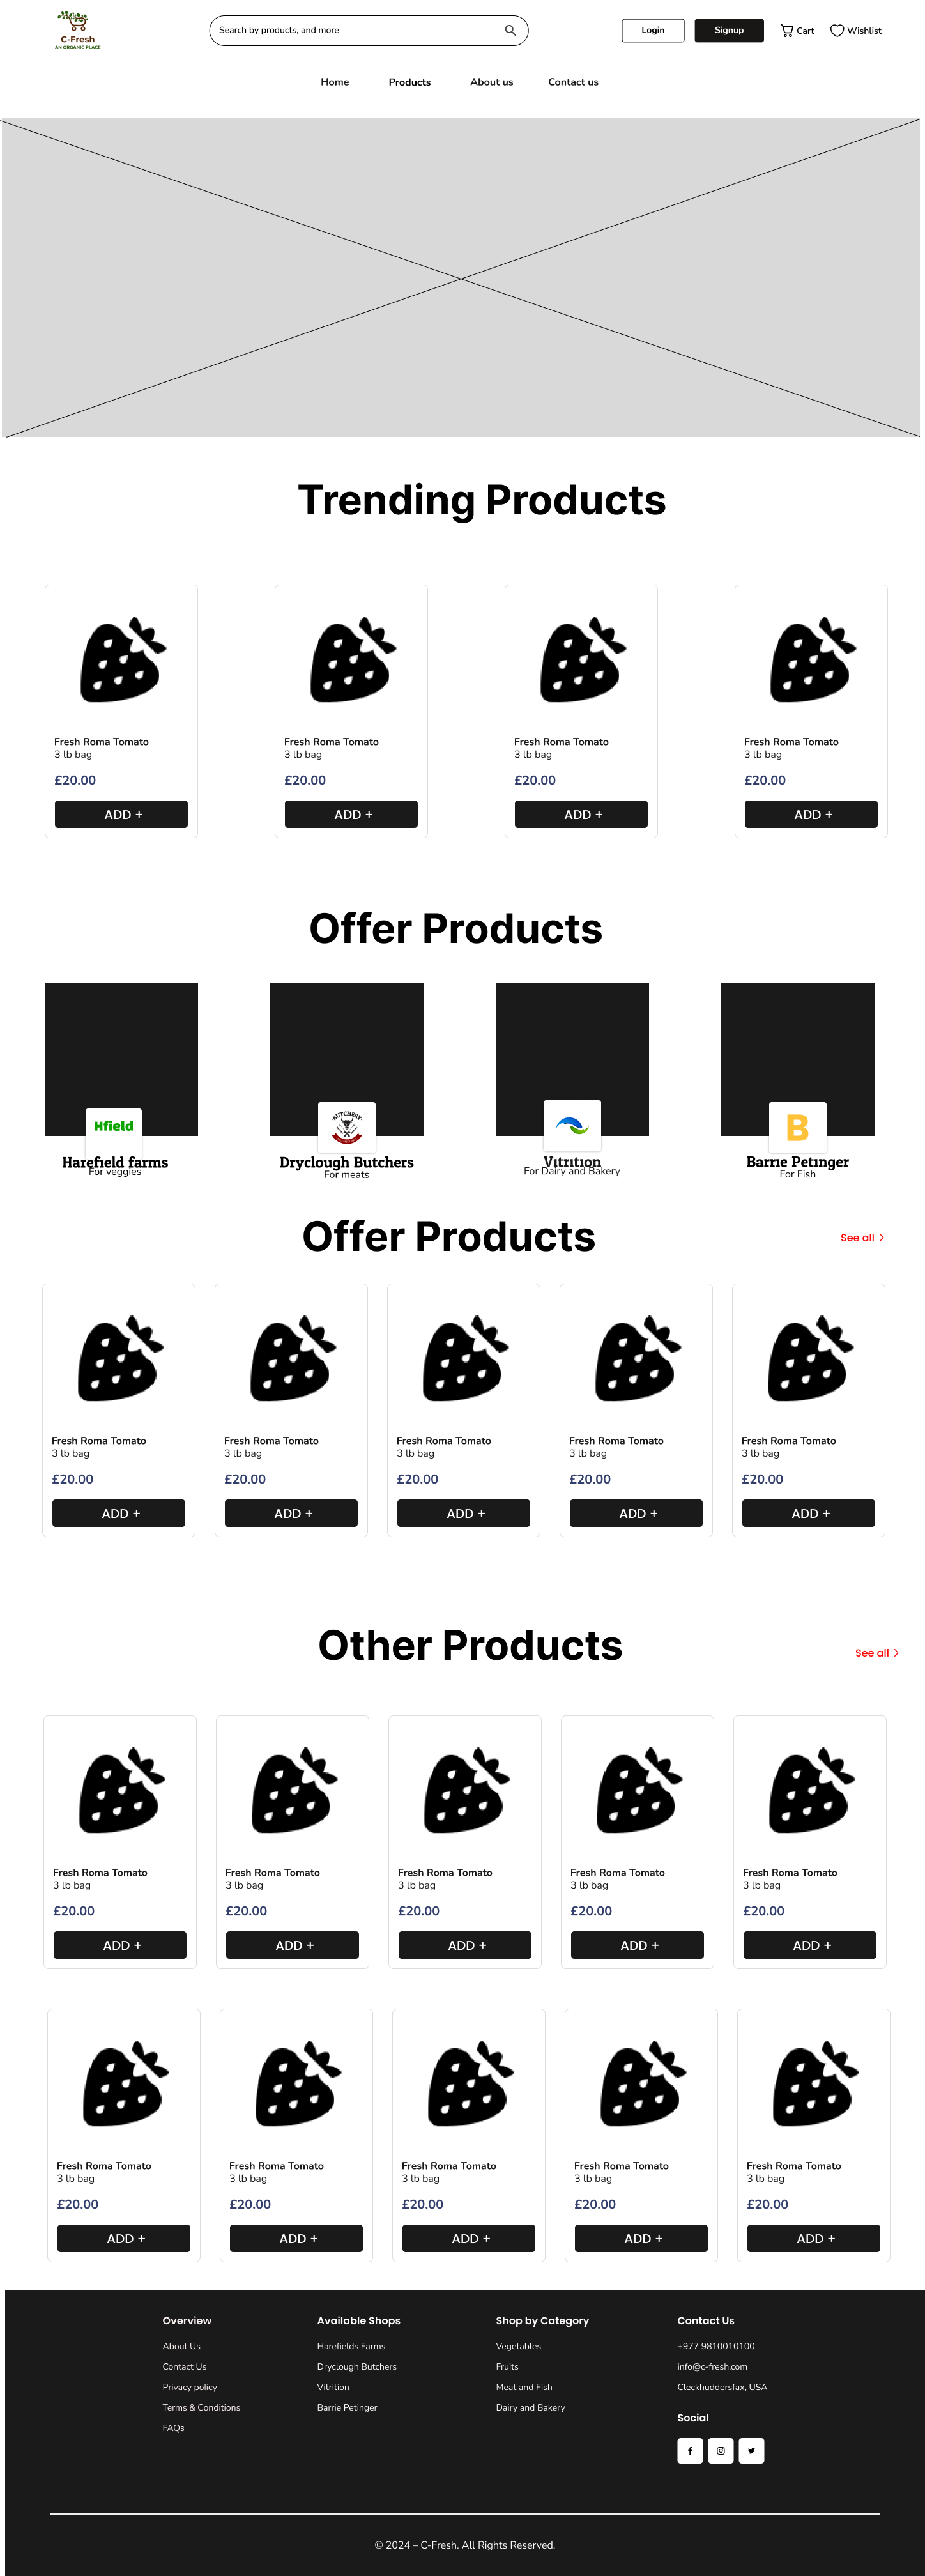 C-Fresh
AN ORGANIC PLACE
Search by products, and more
Login
Signup
Cart
Wishlist
Home
Products
About us
Contact us
Trending Products
Fresh Roma Tomato
3 lb bag
£20.00
ADD +
Fresh Roma Tomato
3 lb bag
£20.00
ADD +
Fresh Roma Tomato
3 lb bag
£20.00
ADD +
Fresh Roma Tomato
3 lb bag
£20.00
ADD +
Offer Products
Hfield
Harefield farms
For veggies
BUTCHERY
Dryclough Butchers
For meats
Vitrition
For Dairy and Bakery
B
Barrie Petinger
For Fish
Offer Products
See all
Fresh Roma Tomato
3 lb bag
£20.00
ADD +
Fresh Roma Tomato
3 lb bag
£20.00
ADD +
Fresh Roma Tomato
3 lb bag
£20.00
ADD +
Fresh Roma Tomato
3 lb bag
£20.00
ADD +
Fresh Roma Tomato
3 lb bag
£20.00
ADD +
Other Products
See all
Fresh Roma Tomato
3 lb bag
£20.00
ADD +
Fresh Roma Tomato
3 lb bag
£20.00
ADD +
Fresh Roma Tomato
3 lb bag
£20.00
ADD +
Fresh Roma Tomato
3 lb bag
£20.00
ADD +
Fresh Roma Tomato
3 lb bag
£20.00
ADD +
Fresh Roma Tomato
3 lb bag
£20.00
ADD +
Fresh Roma Tomato
3 lb bag
£20.00
ADD +
Fresh Roma Tomato
3 lb bag
£20.00
ADD +
Fresh Roma Tomato
3 lb bag
£20.00
ADD +
Fresh Roma Tomato
3 lb bag
£20.00
ADD +
Overview
About Us
Contact Us
Privacy policy
Terms & Conditions
FAQs
Available Shops
Harefields Farms
Dryclough Butchers
Vitrition
Barrie Petinger
Shop by Category
Vegetables
Fruits
Meat and Fish
Dairy and Bakery
Contact Us
+977 9810010100
info@c-fresh.com
Cleckhuddersfax, USA
Social
© 2024 – C-Fresh. All Rights Reserved.